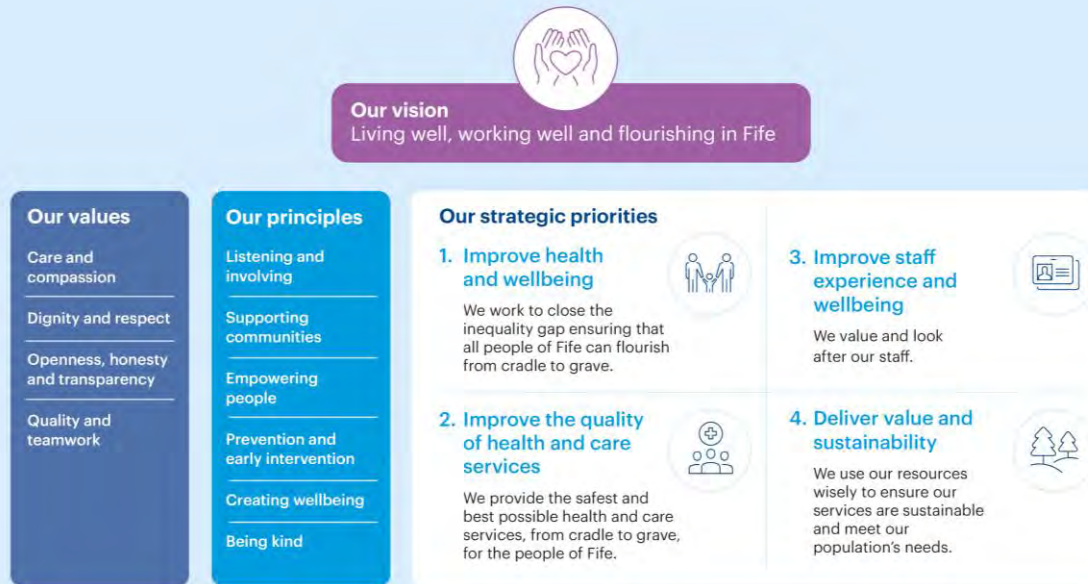 Our vision
Living well, working well and flourishing in Fife
Our values
Care and
compassion
Dignity and respect
Openness, honesty
and transparency
Quality and
teamwork
Our principles
Listening and
involving
Supporting
communities
Empowering
people
Prevention and
early intervention
Creating wellbeing
Being kind
Our strategic priorities
1. Improve health
and wellbeing
We work to close the
inequality gap ensuring that
all people of Fife can flourish
from cradle to grave.
2. Improve the quality
of health and care
services
We provide the safest and
best possible health and care
services, from cradle to grave,
for the people of Fife.
3. Improve staff
experience and
wellbeing
We value and look
after our staff.
4. Deliver value and
sustainability
We use our resources
wisely to ensure our
services are sustainable
and meet our
population’s needs.